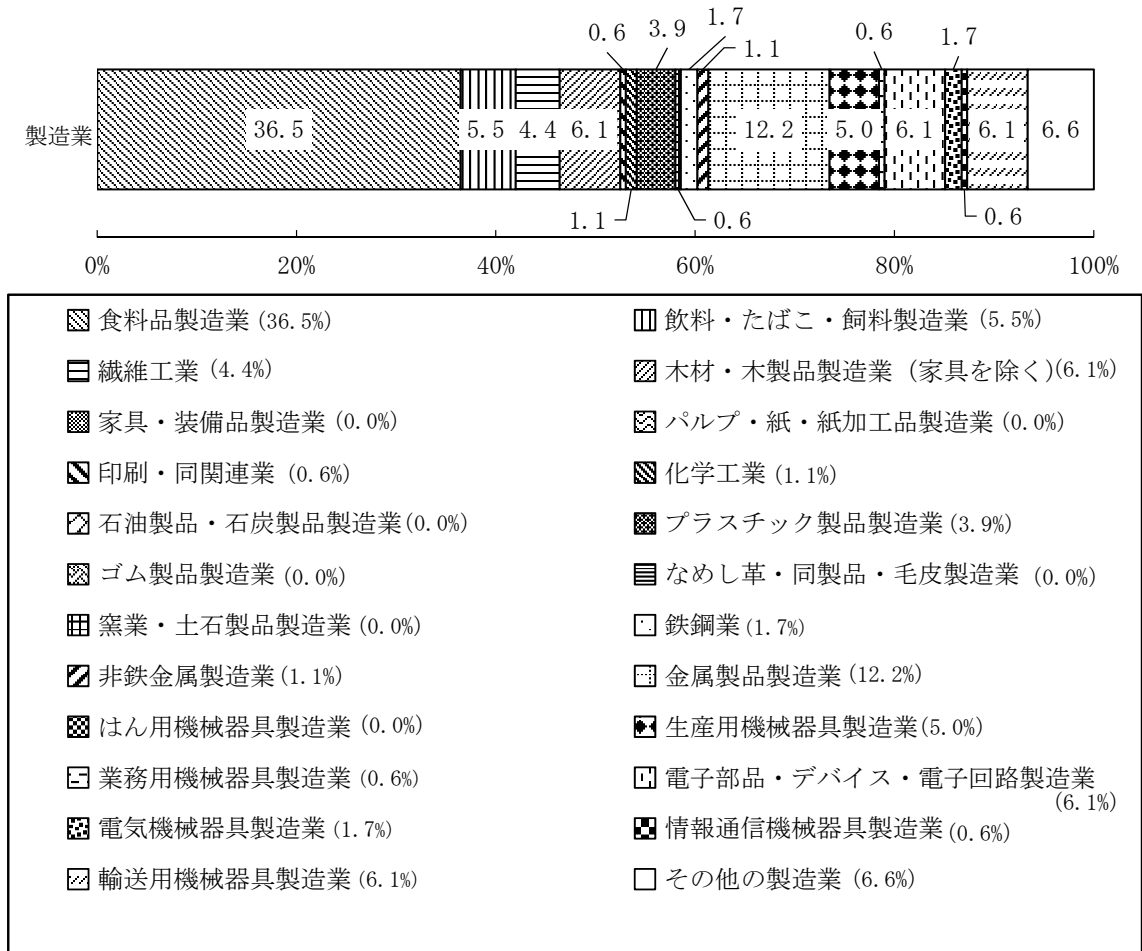 0.6 3.9 1.7 1.1 0.6 1.7
製造業 36.5 5.5 4.4 6.1 12.2 5.0 6.1 6.1 6.6
1.1 0.6 0.6
0% 20% 40% 60% 80% 100%
食料品製造業 (36.5%) 飲料・たばこ・飼料製造業 (5.5%)
繊維工業 (4.4%) 木材・木製品製造業 (家具を除く)(6.1%)
家具・装備品製造業 (0.0%) パルプ・紙・紙加工品製造業 (0.0%)
印刷・同関連業 (0.6%) 化学工業 (1.1%)
石油製品・石炭製品製造業(0.0%) プラスチック製品製造業 (3.9%)
ゴム製品製造業 (0.0%) なめし革・同製品・毛皮製造業 (0.0%)
窯業・土石製品製造業 (0.0%) 鉄鋼業 (1.7%)
非鉄金属製造業 (1.1%) 金属製品製造業 (12.2%)
はん用機械器具製造業 (0.0%) 生産用機械器具製造業(5.0%)
業務用機械器具製造業 (0.6%) 電子部品・デバイス・電子回路製造業
(6.1%)
電気機械器具製造業 (1.7%) 情報通信機械器具製造業 (0.6%)
輸送用機械器具製造業 (6.1%) その他の製造業 (6.6%)